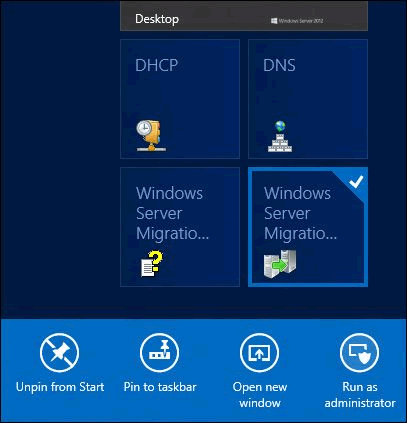 Desktop
Windows Server 2012
DHCP
DNS
Windows
Server
Migratio...
Windows
Server
Migratio...
Unpin from Start
Pin to taskbar
Open new
window
Run as
administrator